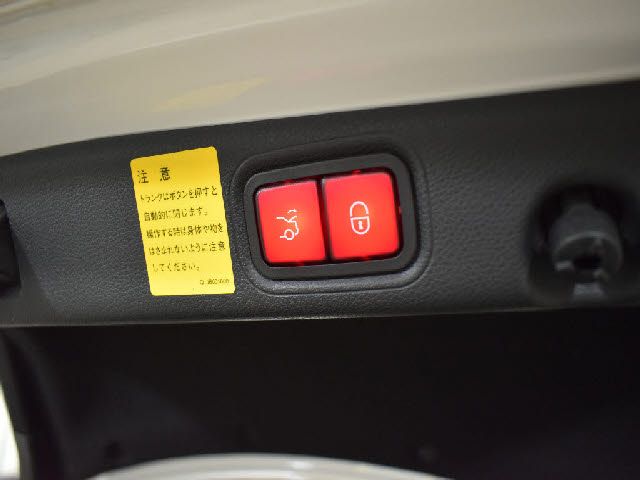 注意
トランクはボタンを押すと
自動的に閉じます。
操作する時は身体や物を
はさまれないように注意
してください。